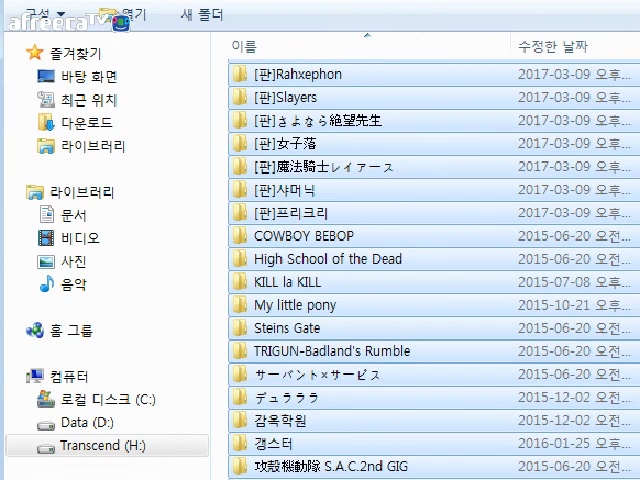 구성 열기 새 폴더
afreecaTV
이름 수정한 날짜
즐겨찾기
바탕 화면
최근 위치
다운로드
라이브러리
라이브러리
문서
비디오
사진
음악
홈 그룹
컴퓨터
로컬 디스크 (C:)
Data (D:)
Transcend (H:)
[판]Rahxephon 2017-03-09 오후...
[판]Slayers 2017-03-09 오후...
[판]さよなら絶望先生 2017-03-09 오후...
[판]女子落 2017-03-09 오후...
[판]魔法騎士レイアース 2017-03-09 오후...
[판]샤머닉 2017-03-09 오후...
[판]프리크리 2017-03-09 오후...
COWBOY BEBOP 2015-06-20 오전...
High School of the Dead 2015-06-20 오전...
KILL la KILL 2015-07-08 오후...
My little pony 2015-10-21 오후...
Steins Gate 2015-06-20 오전...
TRIGUN-Badland's Rumble 2015-06-20 오전...
サーバント×サービス 2015-06-20 오전...
デュラララ 2015-12-02 오후...
감옥학원 2015-12-02 오후...
갱스터 2016-01-25 오후...
攻殻機動隊 S.A.C.2nd GIG 2015-06-20 오전...